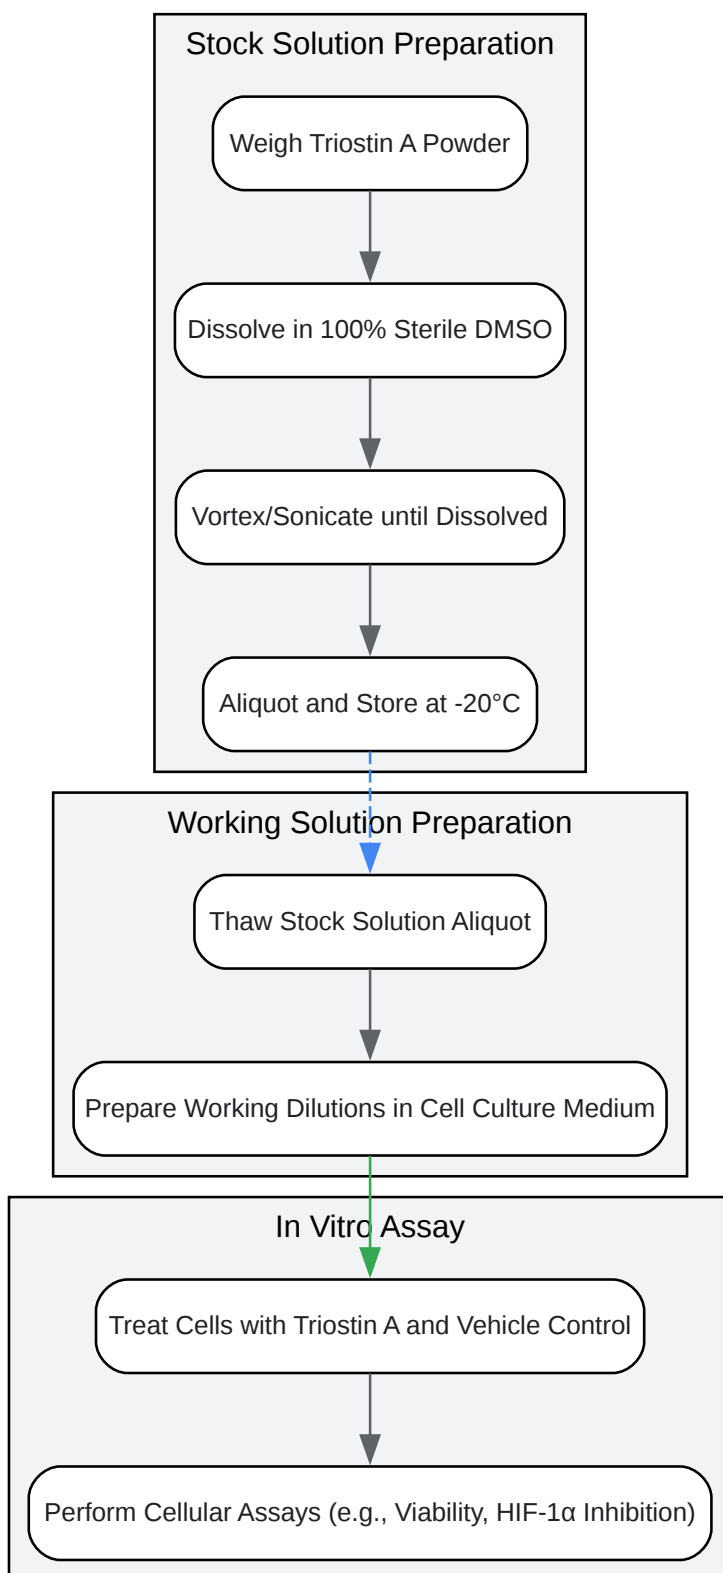 Stock Solution Preparation
Weigh Triostin A Powder
Dissolve in 100% Sterile DMSO
Vortex/Sonicate until Dissolved
Aliquot and Store at -20°C
Working Solution Preparation
Thaw Stock Solution Aliquot
Prepare Working Dilutions in Cell Culture Medium
In Vitro Assay
Treat Cells with Triostin A and Vehicle Control
Perform Cellular Assays (e.g., Viability, HIF-1α Inhibition)